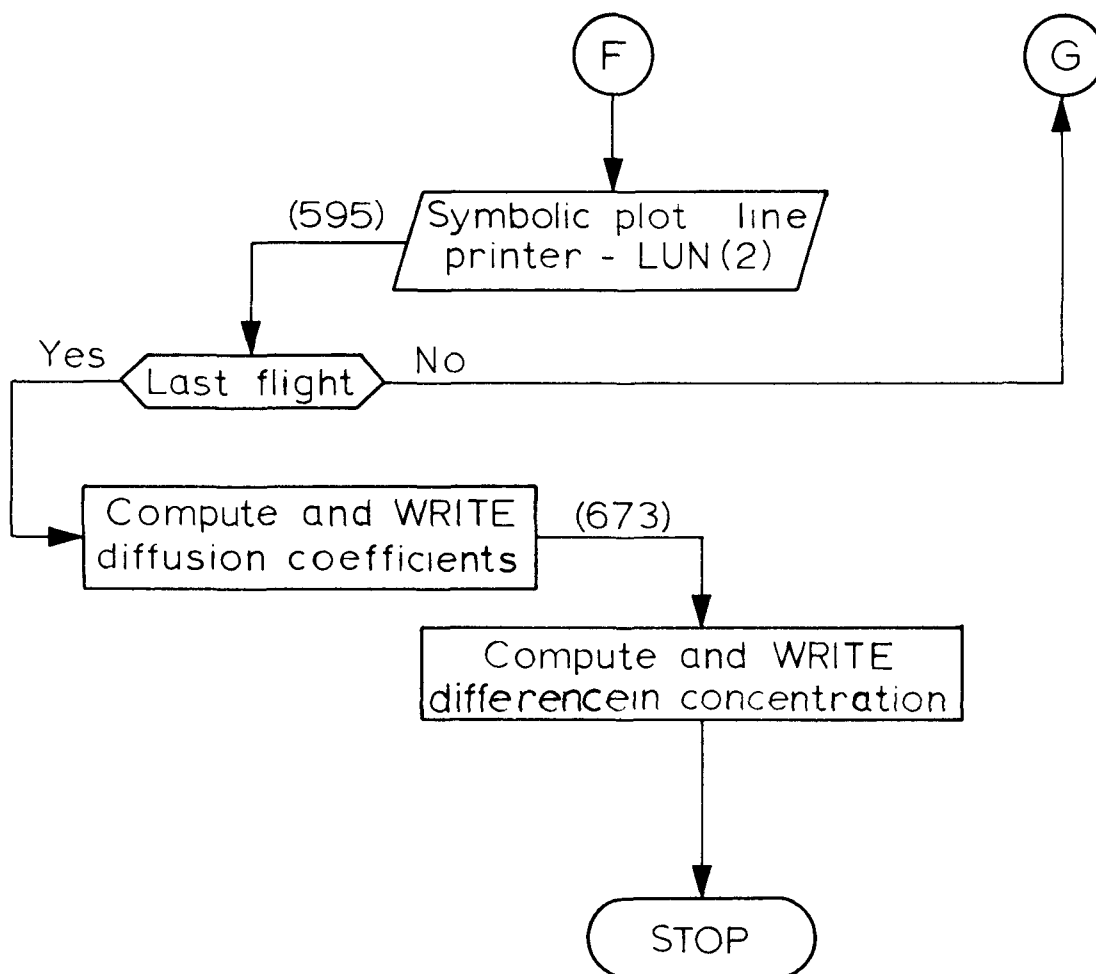 F
G
(595)
Symbolic plot line
printer - LUN(2)
Yes
Last flight
No
Compute and WRITE
diffusion coefficients
(673)
Compute and WRITE
differencein concentration
STOP